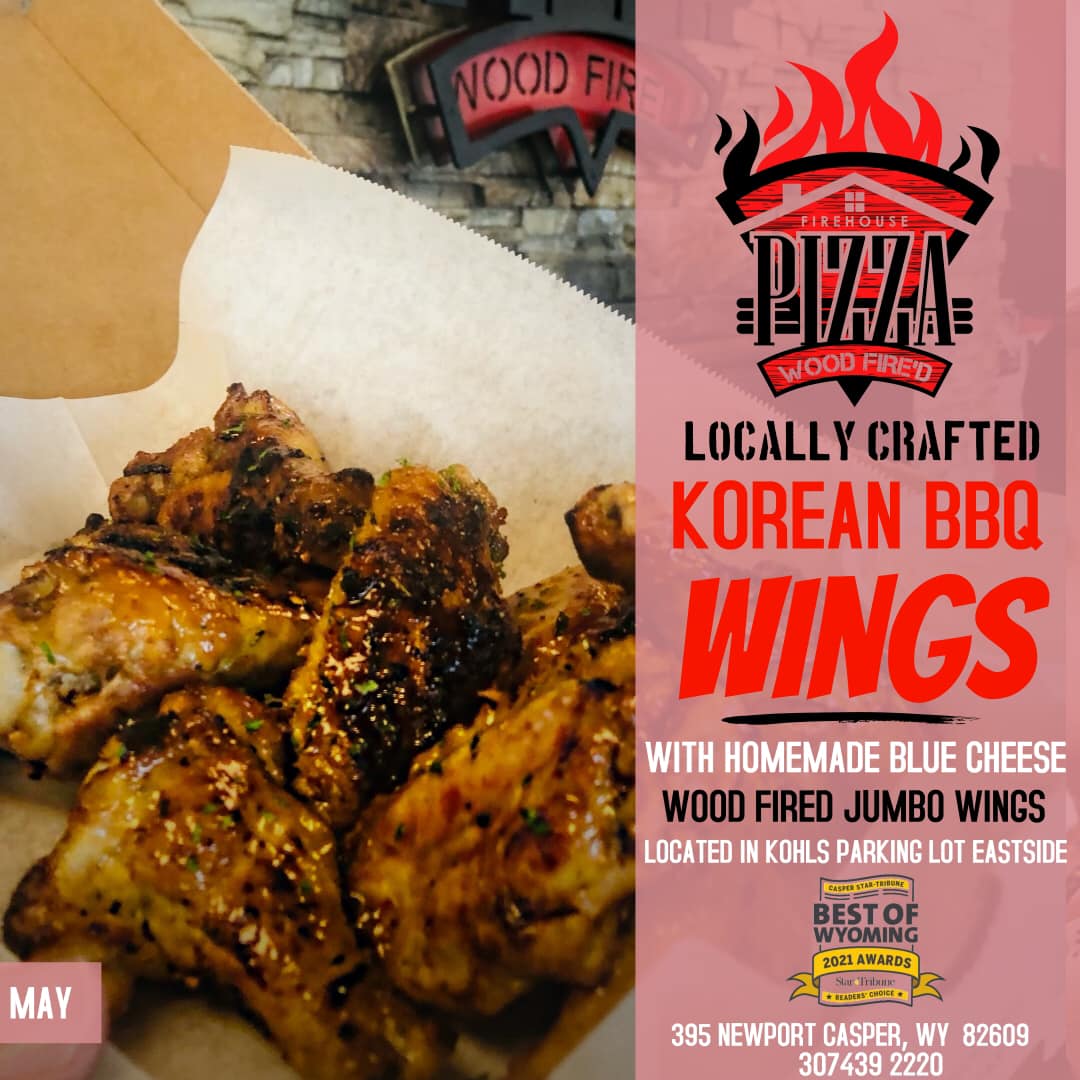 WOOD FIRE
FIREHOUSE
PIZZA
WOOD FIRE'D
LOCALLY CRAFTED
KOREAN BBQ
WINGS
WITH HOMEMADE BLUE CHEESE
WOOD FIRED JUMBO WINGS
LOCATED IN KOHLS PARKING LOT EASTSIDE
CASPER STAR-TRIBUNE
BEST OF
WYOMING
2021 AWARDS
Star Tribune
★ READERS' CHOICE ★
MAY
395 NEWPORT CASPER, WY 82609
307439 2220